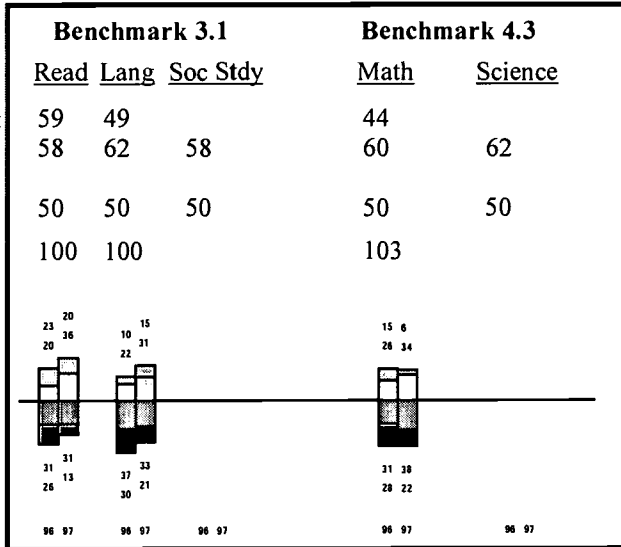 Benchmark 3.1 Benchmark 4.3
Read Lang Soc Stdy Math Science
59 49 44
58 62 58 60 62
50 50 50 50 50
100 100 103
23 20 10 15 15 6
20 36 22 31 26 34
31 31 37 33 31 38
26 13 30 21 28 22
96 97 96 97 96 97 96 97 96 97